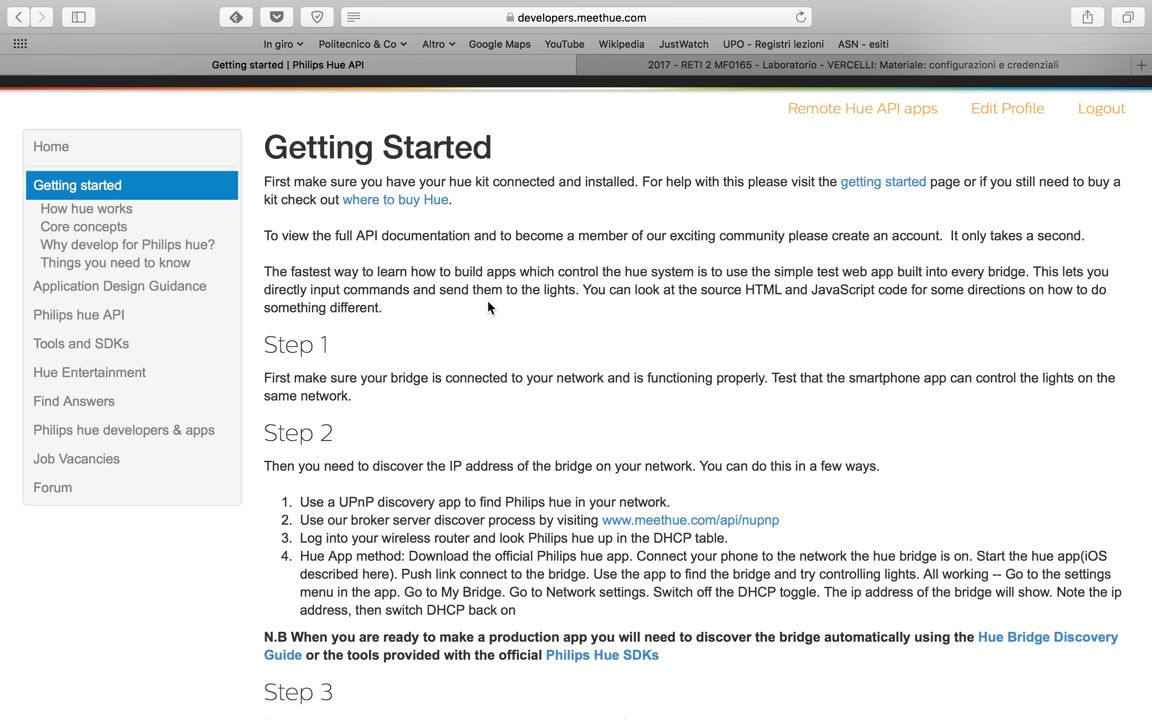 developers.meethue.com
In giro
Politecnico & Co
Altro
Google Maps
YouTube
Wikipedia
JustWatch
UPO - Registri lezioni
ASN - esiti
Getting started | Philips Hue API
2017 - RETI 2 MF0165 - Laboratorio - VERCELLI: Materiale: configurazioni e credenziali
Remote Hue API apps
Edit Profile
Logout
Home
Getting started
How hue works
Core concepts
Why develop for Philips hue?
Things you need to know
Application Design Guidance
Philips hue API
Tools and SDKs
Hue Entertainment
Find Answers
Philips hue developers & apps
Job Vacancies
Forum
Getting Started
First make sure you have your hue kit connected and installed. For help with this please visit the getting started page or if you still need to buy a
kit check out where to buy Hue.
To view the full API documentation and to become a member of our exciting community please create an account. It only takes a second.
The fastest way to learn how to build apps which control the hue system is to use the simple test web app built into every bridge. This lets you
directly input commands and send them to the lights. You can look at the source HTML and JavaScript code for some directions on how to do
something different.
Step 1
First make sure your bridge is connected to your network and is functioning properly. Test that the smartphone app can control the lights on the
same network.
Step 2
Then you need to discover the IP address of the bridge on your network. You can do this in a few ways.
1. Use a UPnP discovery app to find Philips hue in your network.
2. Use our broker server discover process by visiting www.meethue.com/api/nupnp
3. Log into your wireless router and look Philips hue up in the DHCP table.
4. Hue App method: Download the official Philips hue app. Connect your phone to the network the hue bridge is on. Start the hue app(iOS
described here). Push link connect to the bridge. Use the app to find the bridge and try controlling lights. All working -- Go to the settings
menu in the app. Go to My Bridge. Go to Network settings. Switch off the DHCP toggle. The ip address of the bridge will show. Note the ip
address, then switch DHCP back on
N.B When you are ready to make a production app you will need to discover the bridge automatically using the Hue Bridge Discovery
Guide or the tools provided with the official Philips Hue SDKs
Step 3